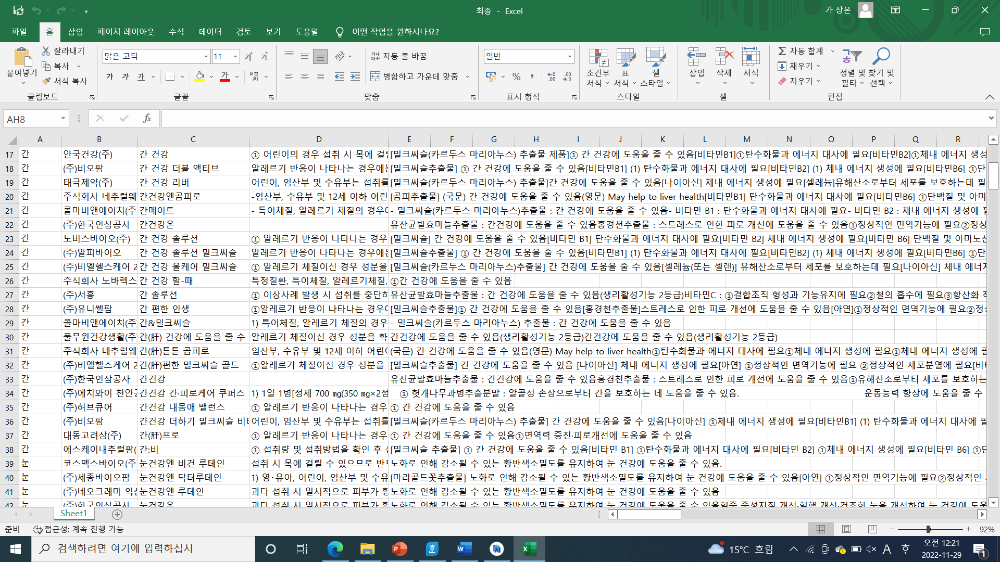 최종 - Excel
가 상은
파일 홈 삽입 페이지 레이아웃 수식 데이터 검토 보기 도움말 어떤 작업을 원하시나요?
붙여넣기 잘라내기 복사 서식 복사 클립보드
맑은 고딕 11 가 가 가 가 가 가 내천 글꼴
자동 줄 바꿈 병합하고 가운데 맞춤 맞춤
일반 % 표시 형식
조건부 서식 표 서식 셀 스타일 스타일
삽입 삭제 서식 셀
자동 합계 채우기 지우기 정렬 및 필터 찾기 및 선택 편집
AH8 fx
A B C D E F G H I J K L M N O P Q R
17 간 안국건강(주) 간 건강 ① 어린이의 경우 섭취 시 목에 걸릴 [밀크씨슬(카르두스 마리아누스) 추출물 제품]① 간 건강에 도움을 줄 수 있음[비타민B1]①탄수화물과 에너지 대사에 필요[비타민B2]①체내 에너지 생성
18 간 (주)비오팜 간 건강 더블 액티브 알레르기 반응이 나타나는 경우에는 [밀크씨슬추출물] ① 간 건강에 도움을 줄 수 있음[비타민B1] (1) 탄수화물과 에너지 대사에 필요[비타민B2] (1) 체내 에너지 생성에 필요[비타민B6] ①단
19 간 태극제약(주) 간 건강 리버 어린이, 임산부 및 수유부는 섭취를 [밀크씨슬(카르두스 마리아누스) 추출물]간 건강에 도움을 줄 수 있음[나이아신] 체내 에너지 생성에 필요[셀레늄]유해산소로부터 세포를 보호하는데 필
20 간 주식회사 네추럴웨 간건강엔곰피로 -임산부, 수유부 및 12세 이하 어린 [곰피추출물] (국문) 간 건강에 도움을 줄 수 있음(영문) May help to liver health[비타민B1] 탄수화물과 에너지 대사에 필요[비타민B6] ①단백질 및 아미
21 간 콜마비앤에이치(주 간메이트 - 특이체질, 알레르기 체질의 경우에 - 밀크씨슬(카르두스 마리아누스)추출물 : 간 건강에 도움을 줄 수 있음- 비타민 B1 : 탄수화물과 에너지 대사에 필요- 비타민 B2 : 체내 에너지 생성에 필
22 간 (주)한국인삼공사 간건강온 유산균발효마늘추출물 : 간건강에 도움을 줄 수 있음홍경천추출물 : 스트레스로 인한 피로 개선에 도움을 줄 수 있음①정상적인 면역기능에 필요②정상
23 간 노비스바이오(주) 간 건강 솔루션 ① 알레르기 반응이 나타나는 경우 [밀크씨슬] 간 건강에 도움을 줄 수 있음[비타민 B1] 탄수화물과 에너지 대사에 필요[비타민 B2] 체내 에너지 생성에 필요[비타민 B6] 단백질 및 아미노산
24 간 (주)알피바이오 간 건강 솔루션 밀크씨슬 알레르기 반응이 나타나는 경우에는 [밀크씨슬추출물] ① 간 건강에 도움을 줄 수 있음[비타민B1] (1) 탄수화물과 에너지 대사에 필요[비타민B2] (1) 체내 에너지 생성에 필요[비타민B6] ①단
25 간 (주)비엘헬스케어 2 간 건강 올케어 밀크씨슬 ① 알레르기 체질이신 경우 성분을 [밀크씨슬(카르두스 마리아누스)추출물] 간 건강에 도움을 줄 수 있음[셀레늄(또는 셀렌)] 유해산소로부터 세포를 보호하는데 필요[나이아신] 체내 에너지
26 간 주식회사 노바렉스 간 건강 할-때 특정질환, 특이체질, 알레르기체질, ①간 건강에 도움을 줄 수 있음
27 간 (주)서흥 간 솔루션 ① 이상사례 발생 시 섭취를 중단하 유산균발효마늘추출물 : 간 건강에 도움을 줄 수 있음(생리활성기능 2등급)비타민C : ①결합조직 형성과 기능유지에 필요②철의 흡수에 필요③항산화 작
28 간 (주)유니쎌팜 간 편한 인생 ①알레르기 반응이 나타나는 경우에 [밀크씨슬추출물]① 간 건강에 도움을 줄 수 있음[홍경천추출물]스트레스로 인한 피로 개선에 도움을 줄 수 있음[아연]①정상적인 면역기능에 필요②정상
29 간 콜마비앤에이치(주 간&밀크씨슬 1) 특이체질, 알레르기 체질의 경우 - 밀크씨슬(카르두스 마리아누스) 추출물 : 간 건강에 도움을 줄 수 있음
30 간 풀무원건강생활(주 간(肝) 건강에 도움을 줄 수 알레르기 체질이신 경우 성분을 확 간건강에 도움을 줄 수 있음(생리활성기능 2등급)간건강에 도움을 줄 수 있음(생리활성기능 2등급)
31 간 주식회사 네추럴웨 간(肝)튼튼 곰피로 임산부, 수유부 및 12세 이하 어린이 (국문) 간 건강에 도움을 줄 수 있음(영문) May help to liver health①탄수화물과 에너지 대사에 필요①체내 에너지 생성에 필요①체내 에너지 생성에 필
32 간 (주)비엘헬스케어 2 간(肝)편한 밀크씨슬 골드 ①알레르기 체질이신 경우 성분을 [밀크씨슬추출물] 간 건강에 도움을 줄 수 있음 [나이아신] 체내 에너지 생성에 필요[아연] ①정상적인 면역기능에 필요 ②정상적인 세포분열에 필요[비타
33 간 (주)한국인삼공사 간건강 유산균발효마늘추출물 : 간건강에 도움을 줄 수 있음홍경천추출물 : 스트레스로 인한 피로 개선에 도움을 줄 수 있음①유해산소로부터 세포를 보호하는
34 간 (주)에치와이 천안공 간건강 간·피로케어 쿠퍼스 1) 1일 1병[정제 700 ㎎(350 ㎎×2정 ① 헛개나무과병추출분말 : 알콜성 손상으로부터 간을 보호하는 데 도움을 줄 수 있음. 운동능력 향상에 도움을 줄 수
35 간 (주)허브큐어 간건강 내몸애 밸런스 ① 알레르기 반응이 나타나는 경우 ① 간 건강에 도움을 줄 수 있음
36 간 (주)비오팜 간건강 더하기 밀크씨슬 비타 어린이, 임산부 및 수유부는 섭취를 [밀크씨슬(카르두스 마리아누스) 추출물] 간 건강에 도움을 줄 수 있음[나이아신] ①체내 에너지 생성에 필요[비타민B1] (1) 탄수화물과 에너지 대사에 필
37 간 대동고려삼(주) 간(肝)프로 ① 알레르기 반응이 나타나는 경우 ① 간 건강에 도움을 줄 수 있음①면역력 증진·피로개선에 도움을 줄 수 있음
38 간 에스케이내추럴팜( 간:비 ① 섭취량 및 섭취방법을 확인 후 섭 [밀크씨슬 추출물] ① 간 건강에 도움을 줄 수 있음[비타민 B1] ①탄수화물과 에너지 대사에 필요[비타민 B2] ①체내 에너지 생성에 필요[비타민 B6] ①단
39 눈 코스맥스바이오(주 눈건강엔 비건 루테인 섭취 시 목에 걸릴 수 있으므로 반드 노화로 인해 감소될 수 있는 황반색소밀도를 유지하여 눈 건강에 도움을 줄 수 있음.
40 눈 (주)세종바이오팜 눈건강엔 닥터루테인 1) 영·유아, 어린이, 임산부 및 수유 [마리골드꽃추출물] 노화로 인해 감소될 수 있는 황반색소밀도를 유지하여 눈 건강에 도움을 줄 수 있음[아연] ①정상적인 면역기능에 필요②정상적인
41 눈 (주)네오크레마 익산 눈건강엔 루테인 과다 섭취 시 일시적으로 피부가 황 노화로 인해 감소될 수 있는 황반색소밀도를 유지하여 눈 건강에 도움을 줄 수 있음
42 눈 (주)한국인삼공사 눈건강온 과다 섭취 시 일시적으로 피부가 황 노화로 인해 감소될 수 있는 황반색소밀도를 유지하여 눈 건강에 도움을 줄 수 있음혈중 중성지질 개선·혈행 개선·건조한 눈을 개선하여 눈 건강에 도움
Sheet1
준비 접근성: 계속 진행 가능 92%
검색하려면 여기에 입력하십시 15°C 흐림 A 오전 12:21
2022-11-29 1